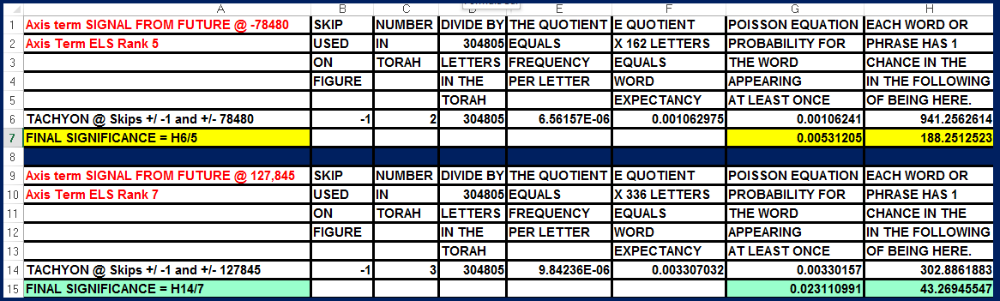 A B C D E F G H
1 Axis term SIGNAL FROM FUTURE @ -78480 SKIP NUMBER DIVIDE BY THE QUOTIENT E QUOTIENT POISSON EQUATION EACH WORD OR
2 Axis Term ELS Rank 5 USED IN 304805 EQUALS X 162 LETTERS PROBABILITY FOR PHRASE HAS 1
3 ON TORAH LETTERS FREQUENCY EQUALS THE WORD CHANCE IN THE
4 FIGURE IN THE PER LETTER WORD APPEARING IN THE FOLLOWING
5 TORAH EXPECTANCY AT LEAST ONCE OF BEING HERE.
6 TACHYON @ Skips +/ -1 and +/- 78480 -1 2 304805 6.56157E-06 0.001062975 0.00106241 941.2562614
7 FINAL SIGNIFICANCE = H6/5 0.00531205 188.2512523
8
9 Axis term SIGNAL FROM FUTURE @ 127,845 SKIP NUMBER DIVIDE BY THE QUOTIENT E QUOTIENT POISSON EQUATION EACH WORD OR
10 Axis Term ELS Rank 7 USED IN 304805 EQUALS X 336 LETTERS PROBABILITY FOR PHRASE HAS 1
11 ON TORAH LETTERS FREQUENCY EQUALS THE WORD CHANCE IN THE
12 FIGURE IN THE PER LETTER WORD APPEARING IN THE FOLLOWING
13 TORAH EXPECTANCY AT LEAST ONCE OF BEING HERE.
14 TACHYON @ Skips +/ -1 and +/- 127845 -1 3 304805 9.84236E-06 0.003307032 0.00330157 302.8861883
15 FINAL SIGNIFICANCE = H14/7 0.023110991 43.26945547